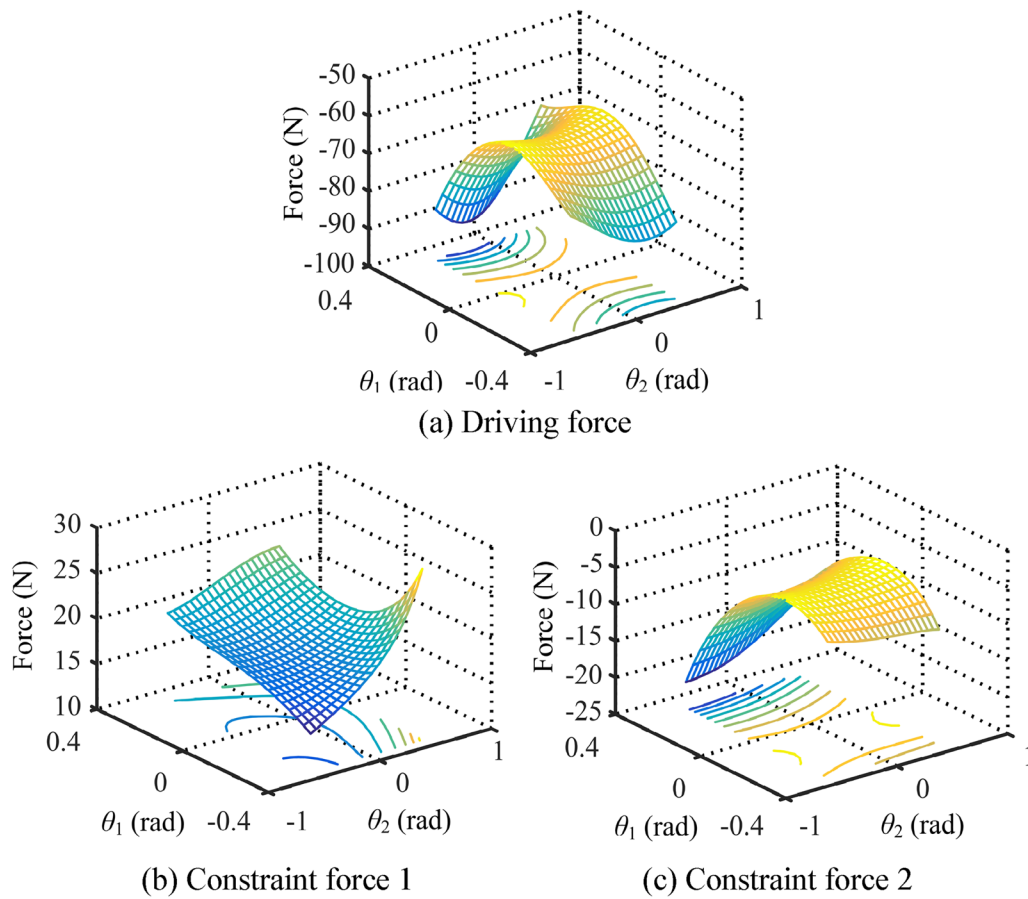 -50
-60
-70
-80
-90
-100
Force (N)
0.4
0
-0.4
θ1 (rad)
-1
0
1
θ2 (rad)
(a) Driving force
30
25
20
15
10
Force (N)
0.4
0
-0.4
θ1 (rad)
-1
0
1
θ2 (rad)
(b) Constraint force 1
0
-5
-10
-15
-20
-25
Force (N)
0.4
0
-0.4
θ1 (rad)
-1
0
1
θ2 (rad)
(c) Constraint force 2